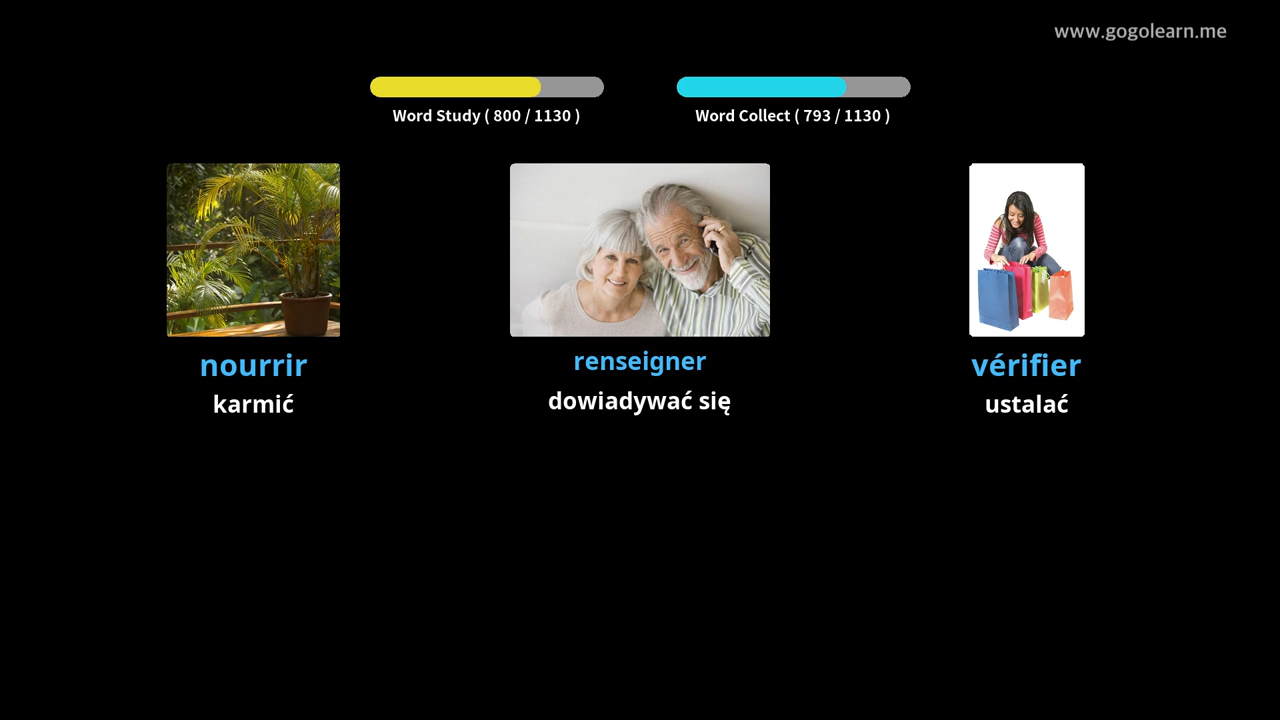 www.gogolearn.me
Word Study ( 800 / 1130 )
Word Collect ( 793 / 1130 )
nourrir
karmić
renseigner
dowiadywać się
vérifier
ustalać